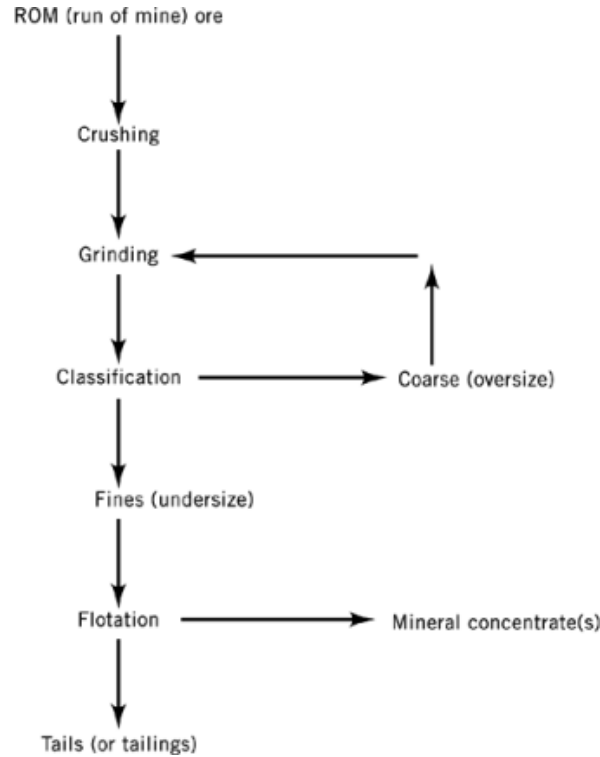 ROM (run of mine) ore
Crushing
Grinding
Classification
Coarse (oversize)
Fines (undersize)
Flotation
Mineral concentrate(s)
Tails (or tailings)